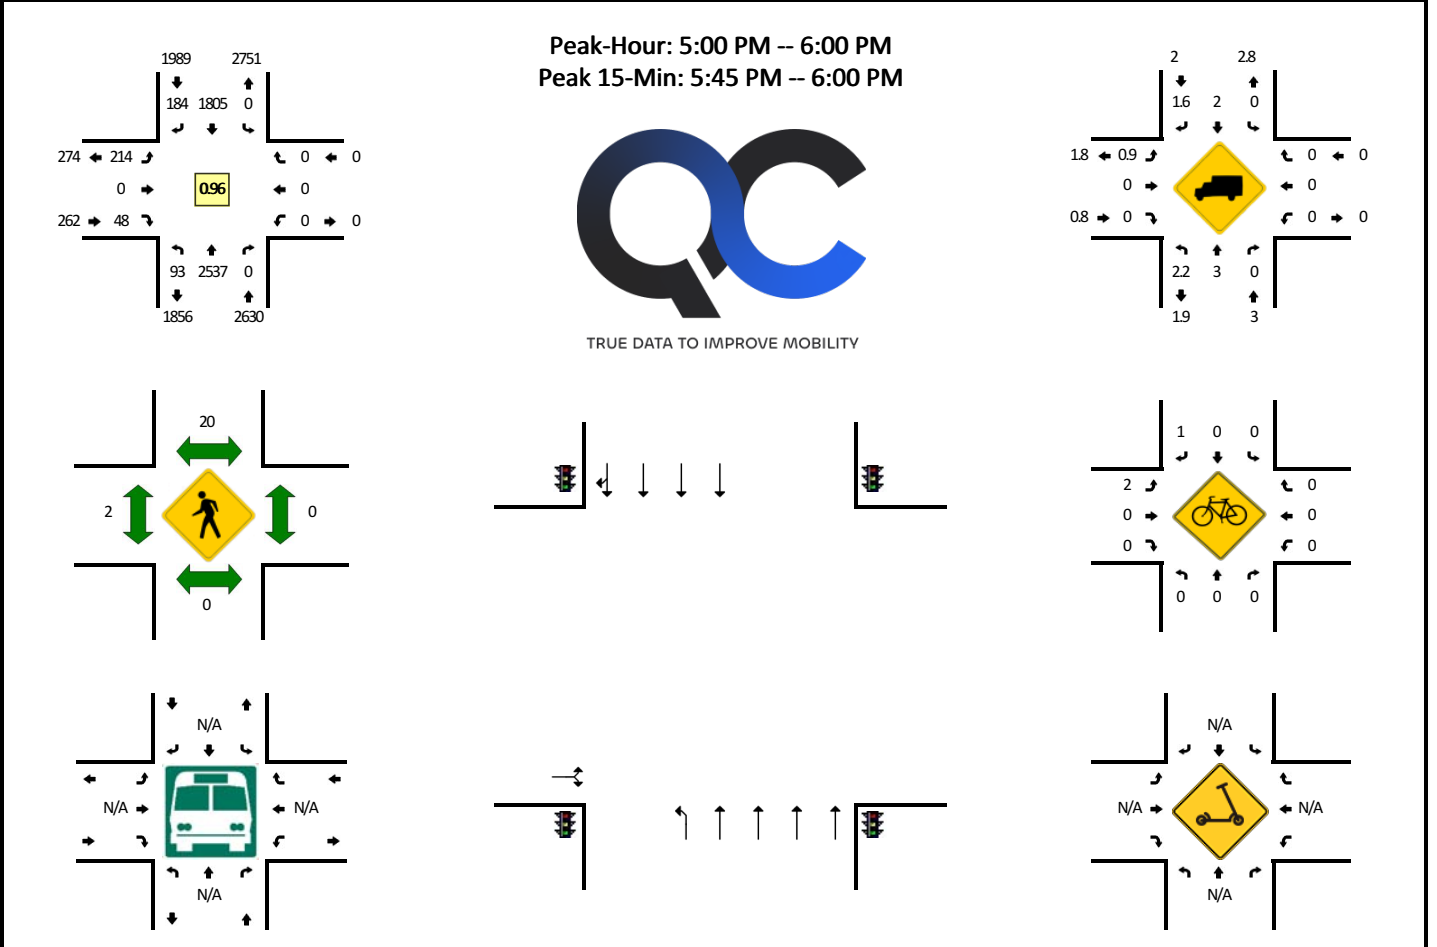 Peak-Hour: 5:00 PM -- 6:00 PM
Peak 15-Min: 5:45 PM -- 6:00 PM
1989 2751
184 1805 0
274 214 0 0
0 0.96 0
262 48 0 0
93 2537 0
1856 2630
QC
TRUE DATA TO IMPROVE MOBILITY
2 2.8
1.6 2 0
1.8 0.9 0 0
0 0
0.8 0 0 0
2.2 3 0
1.9 3
20
2 0
0
1 0 0
2 0
0 0
0 0
0 0 0
N/A
N/A N/A
N/A
N/A
N/A N/A
N/A